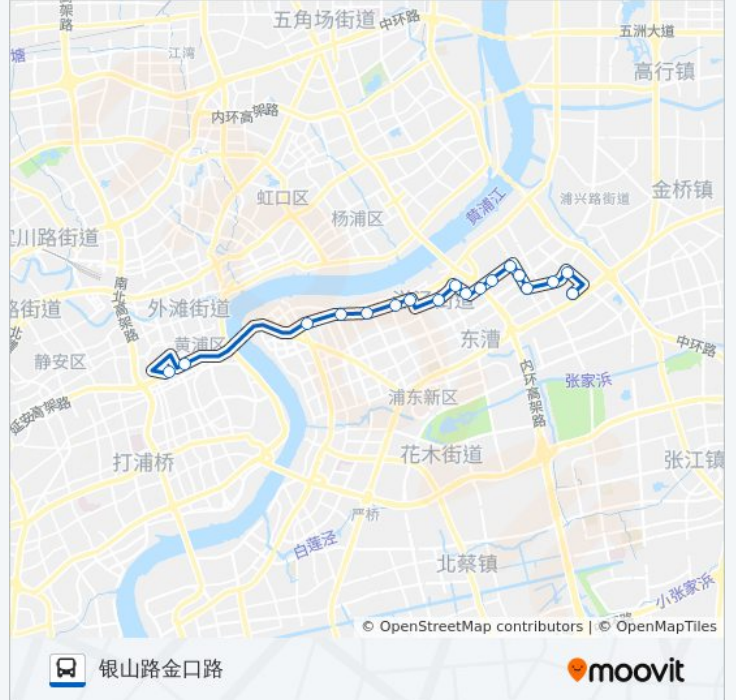 架路
五角场街道
中环路
五洲大道
塘
江湾
高行镇
内环高架路
金桥镇
虹口区
浦兴路街道
杨浦区
黄浦江
川路街道
南北高架路
路街道
外滩街道
街道
北
黄浦区
东漕
静安区
中环路
内环高架路
张家浜
延安高架路
浦东新区
打浦桥
花木街道
张江镇
严桥
白莲泾
北蔡镇
小张家浜
© OpenStreetMap contributors | © OpenMapTiles
银山路金口路
moovit